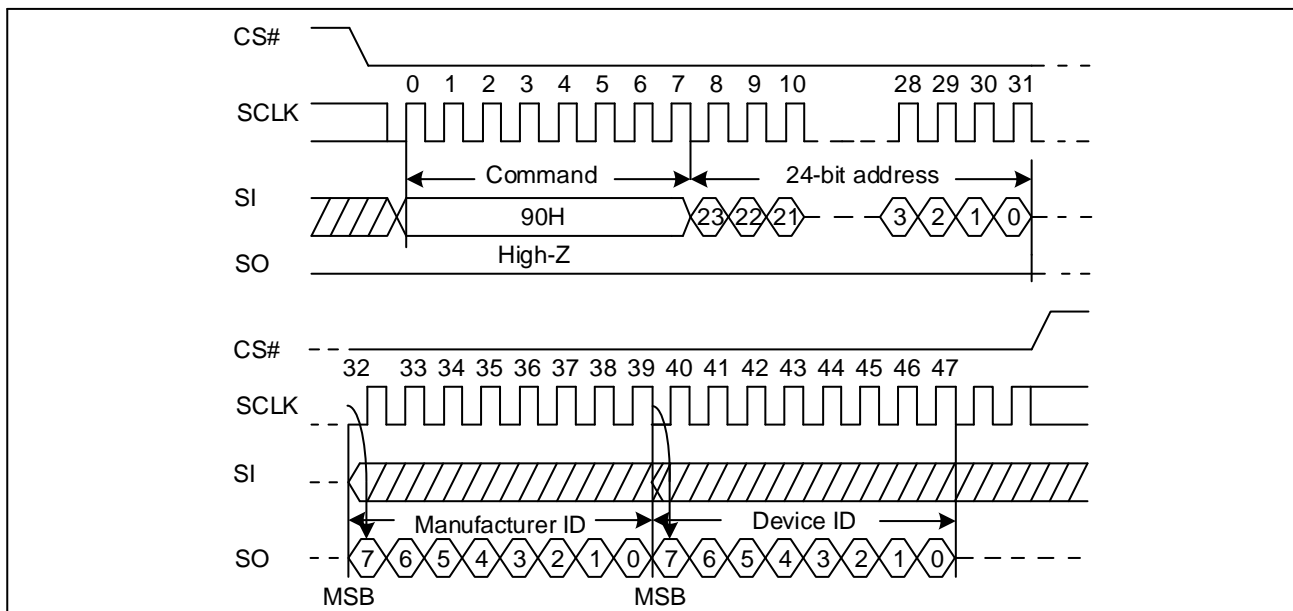 CS#
0 1 2 3 4 5 6 7 8 9 10 28 29 30 31
SCLK
Command 24-bit address
SI
90H 23 22 21 3 2 1 0
High-Z
SO
CS#
32 33 34 35 36 37 38 39 40 41 42 43 44 45 46 47
SCLK
SI
Manufacturer ID Device ID
SO 7 6 5 4 3 2 1 0 7 6 5 4 3 2 1 0
MSB MSB